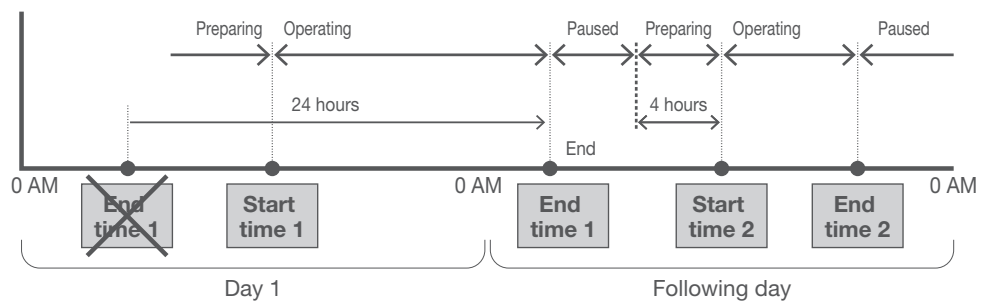 Preparing Operating Paused Preparing Operating Paused
24 hours 4 hours
End
0 AM 0 AM 0 AM
End
time 1
Start
time 1
End
time 1
Start
time 2
End
time 2
Day 1 Following day